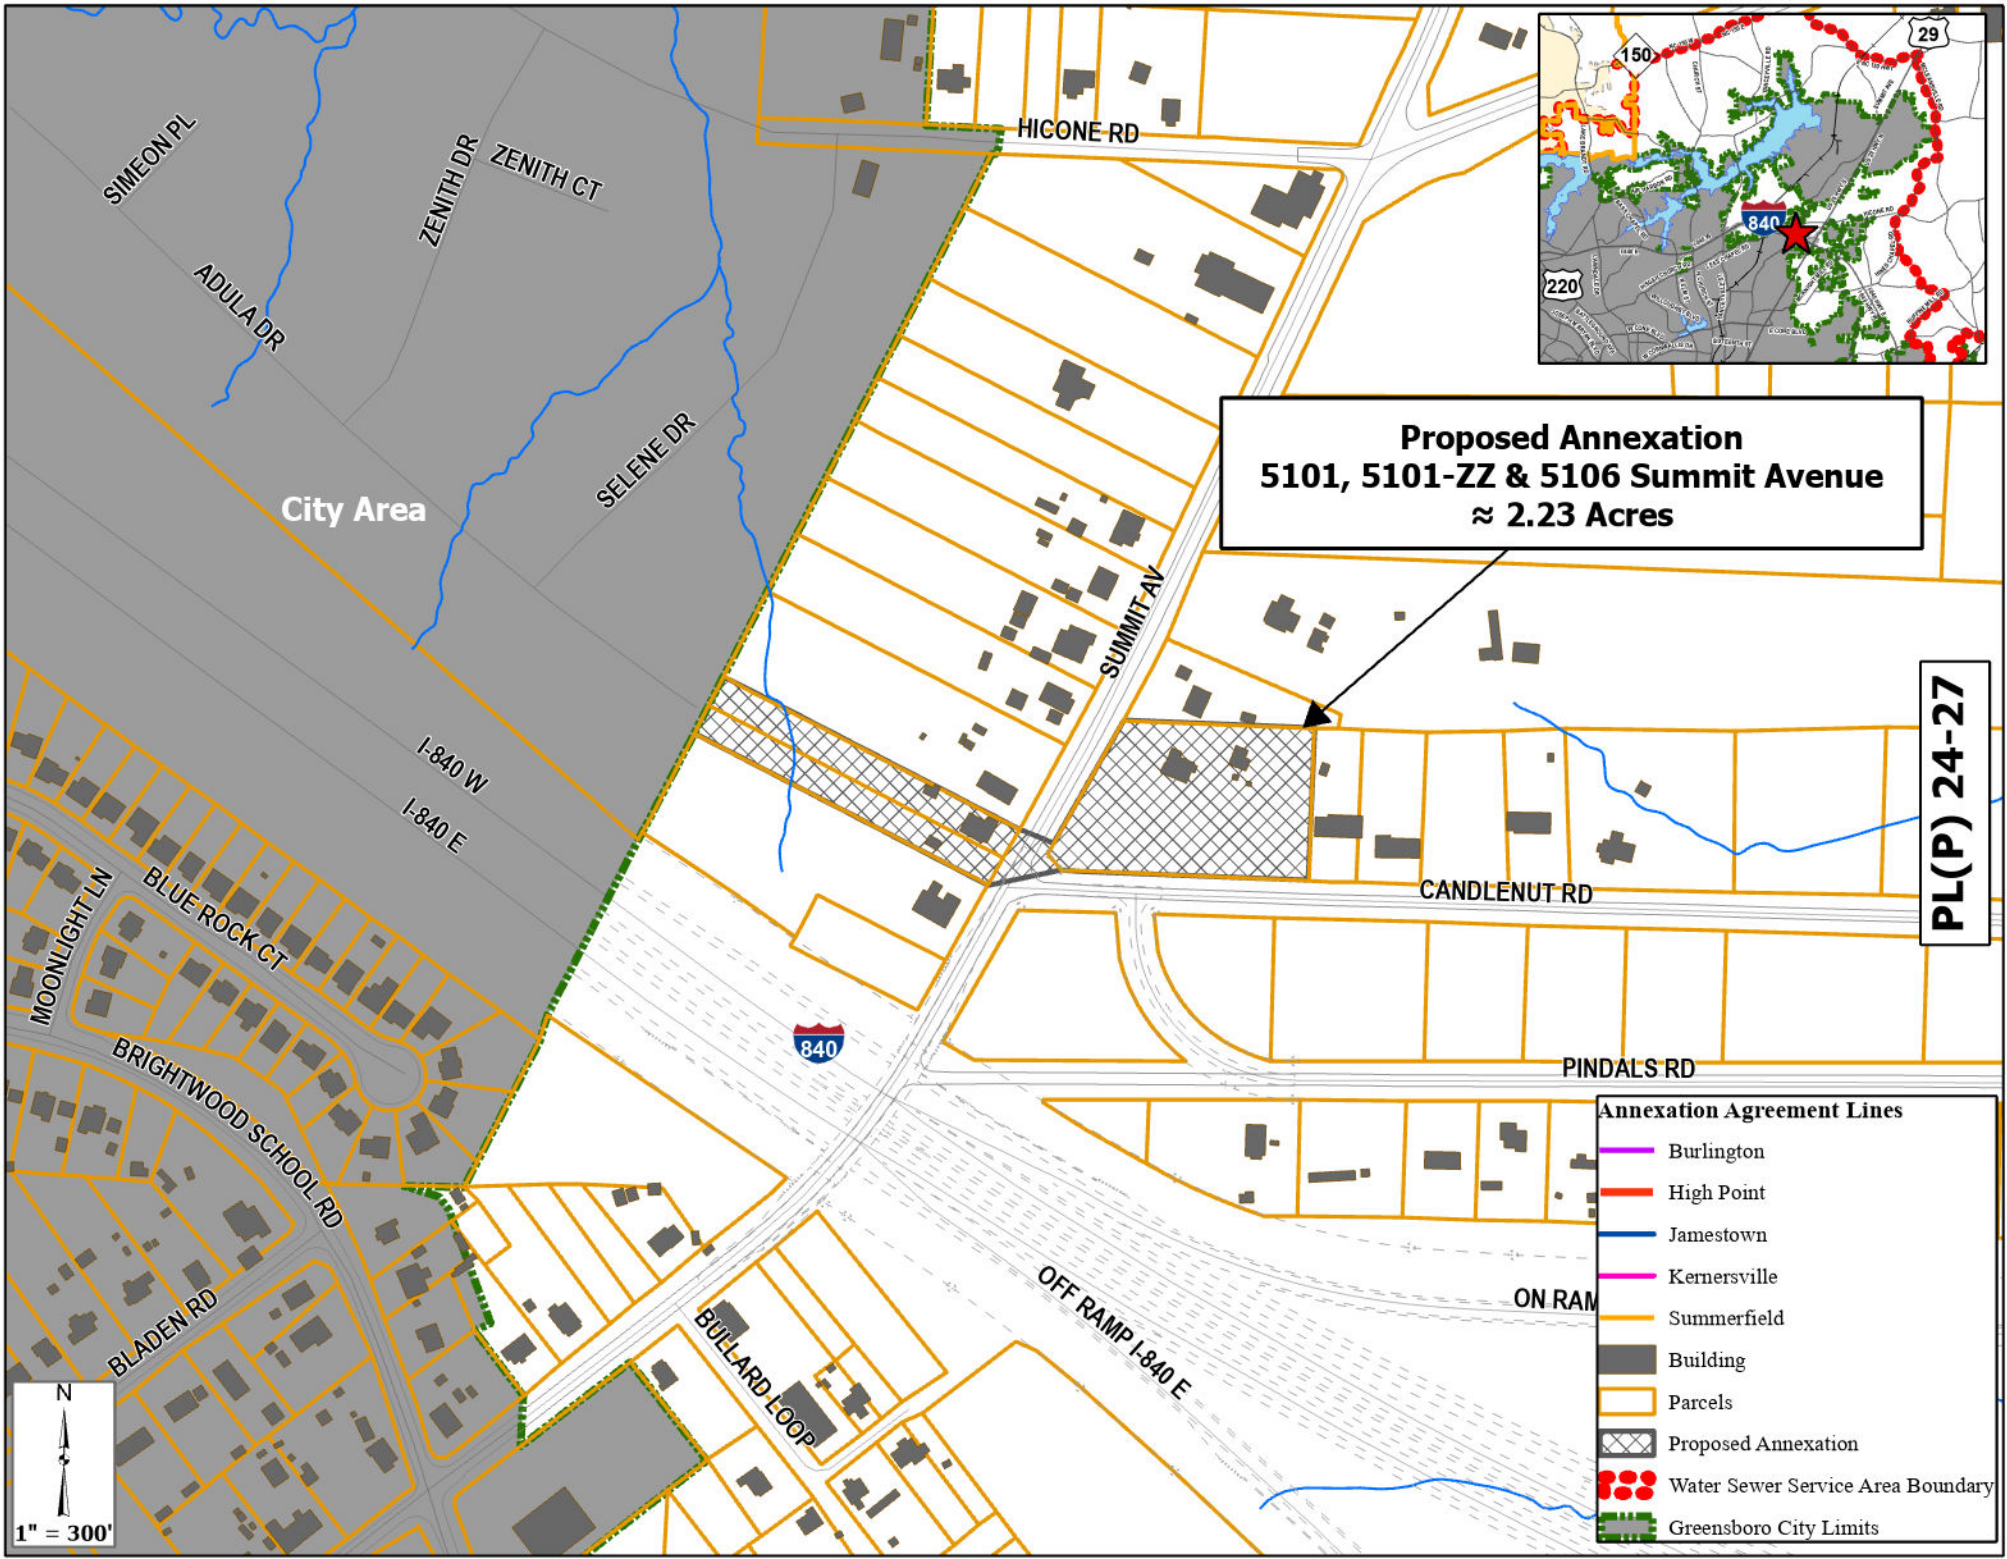 HICONE RD
SIMEON PL
ZENITH DR
ZENITH CT
ADULA DR
SELENE DR
City Area
SUMMIT AV
150
29
840
220
Proposed Annexation
5101, 5101-ZZ & 5106 Summit Avenue
≈ 2.23 Acres
PL(P) 24-27
I-840 W
I-840 E
MOONLIGHT LN
BLUE ROCK CT
BRIGHTWOOD SCHOOL RD
BLADEN RD
840
CANDLENUT RD
PINDALS RD
OFF RAMP I-840 E
ON RAM
BULLARD LOOP
N
1" = 300'
Annexation Agreement Lines
Burlington
High Point
Jamestown
Kernersville
Summerfield
Building
Parcels
Proposed Annexation
Water Sewer Service Area Boundary
Greensboro City Limits